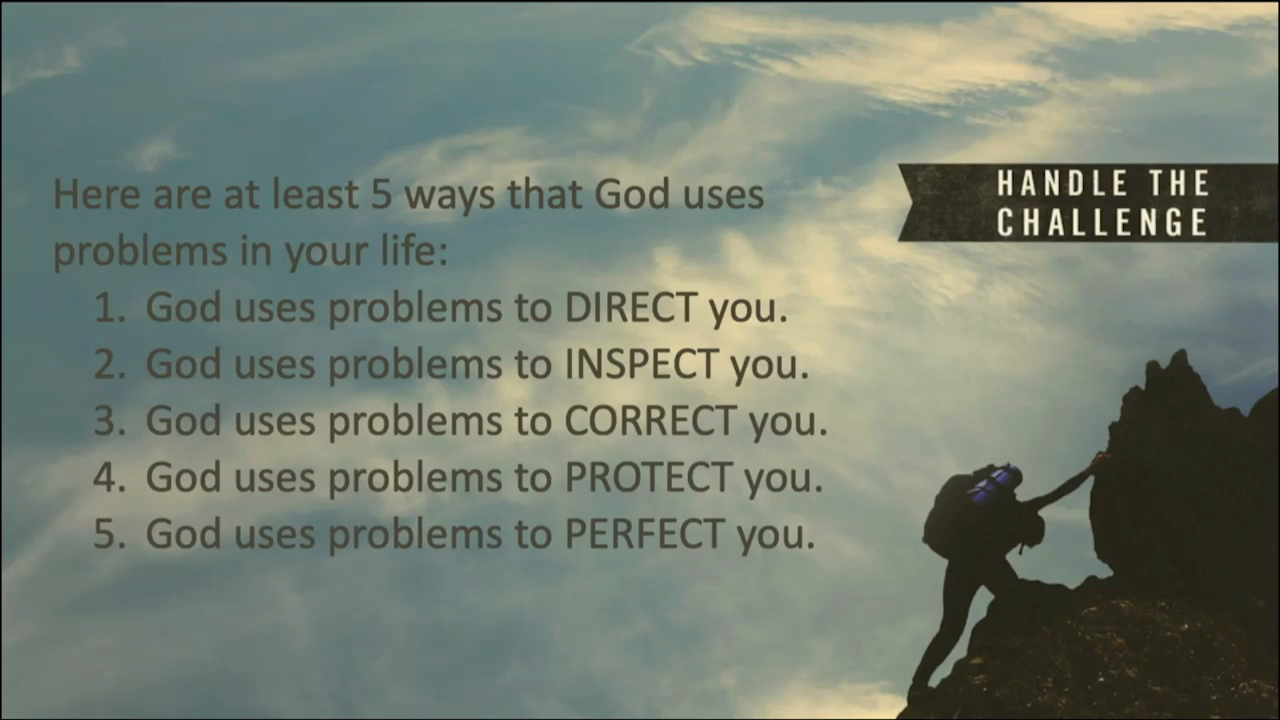 Here are at least 5 ways that God uses
problems in your life:
1. God uses problems to DIRECT you.
2. God uses problems to INSPECT you.
3. God uses problems to CORRECT you.
4. God uses problems to PROTECT you.
5. God uses problems to PERFECT you.
HANDLE THE
CHALLENGE